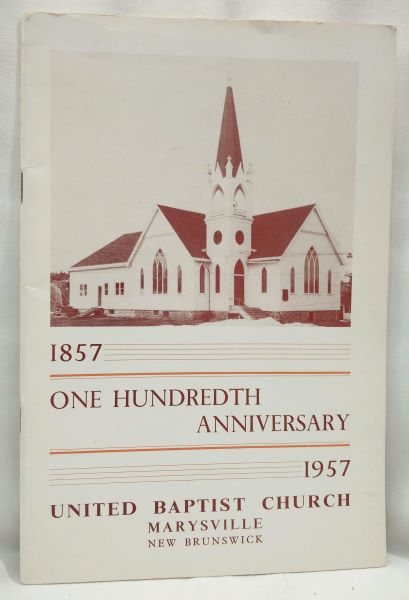 1857
ONE HUNDREDTH
ANNIVERSARY
1957
UNITED BAPTIST CHURCH
MARYSVILLE
NEW BRUNSWICK